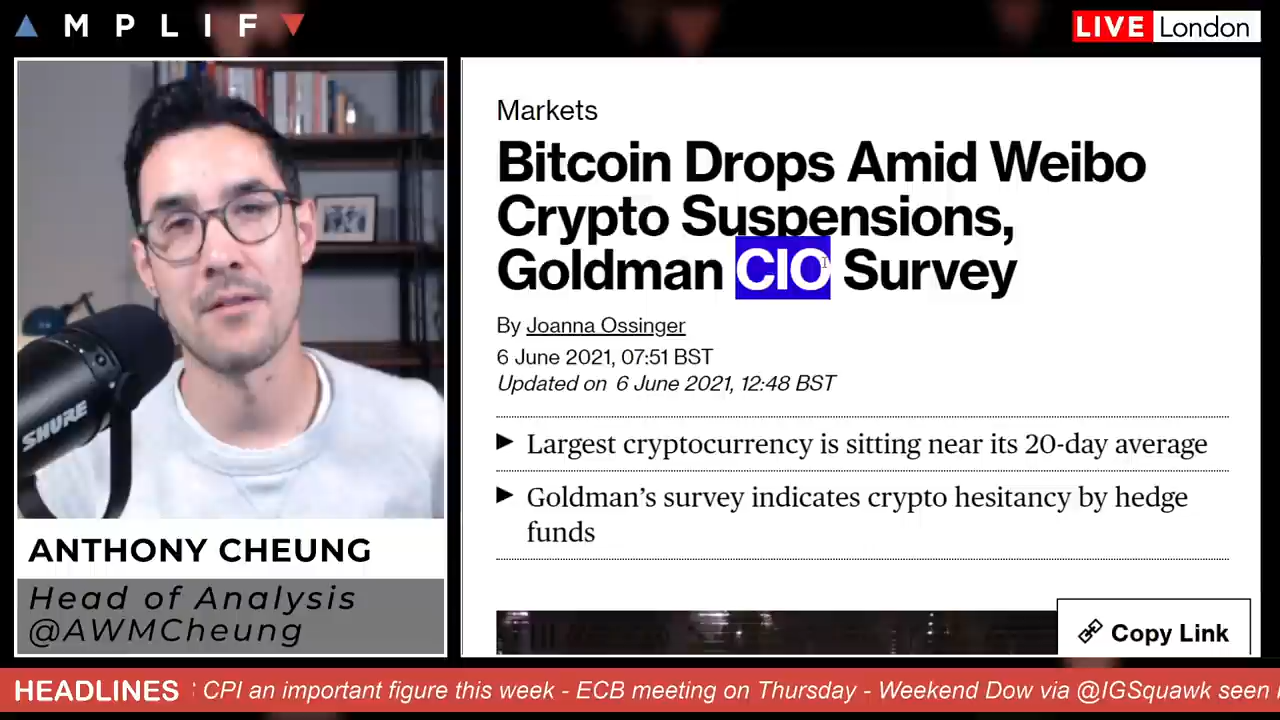 AMPLIFY
LIVE London
Markets
Bitcoin Drops Amid Weibo
Crypto Suspensions,
Goldman CIO Survey
By Joanna Ossinger
6 June 2021, 07:51 BST
Updated on 6 June 2021, 12:48 BST
Largest cryptocurrency is sitting near its 20-day average
Goldman's survey indicates crypto hesitancy by hedge
funds
Copy Link
SHURE
ANTHONY CHEUNG
Head of Analysis
@AWMCheung
HEADLINES CPI an important figure this week - ECB meeting on Thursday - Weekend Dow via @IGSquawk seen